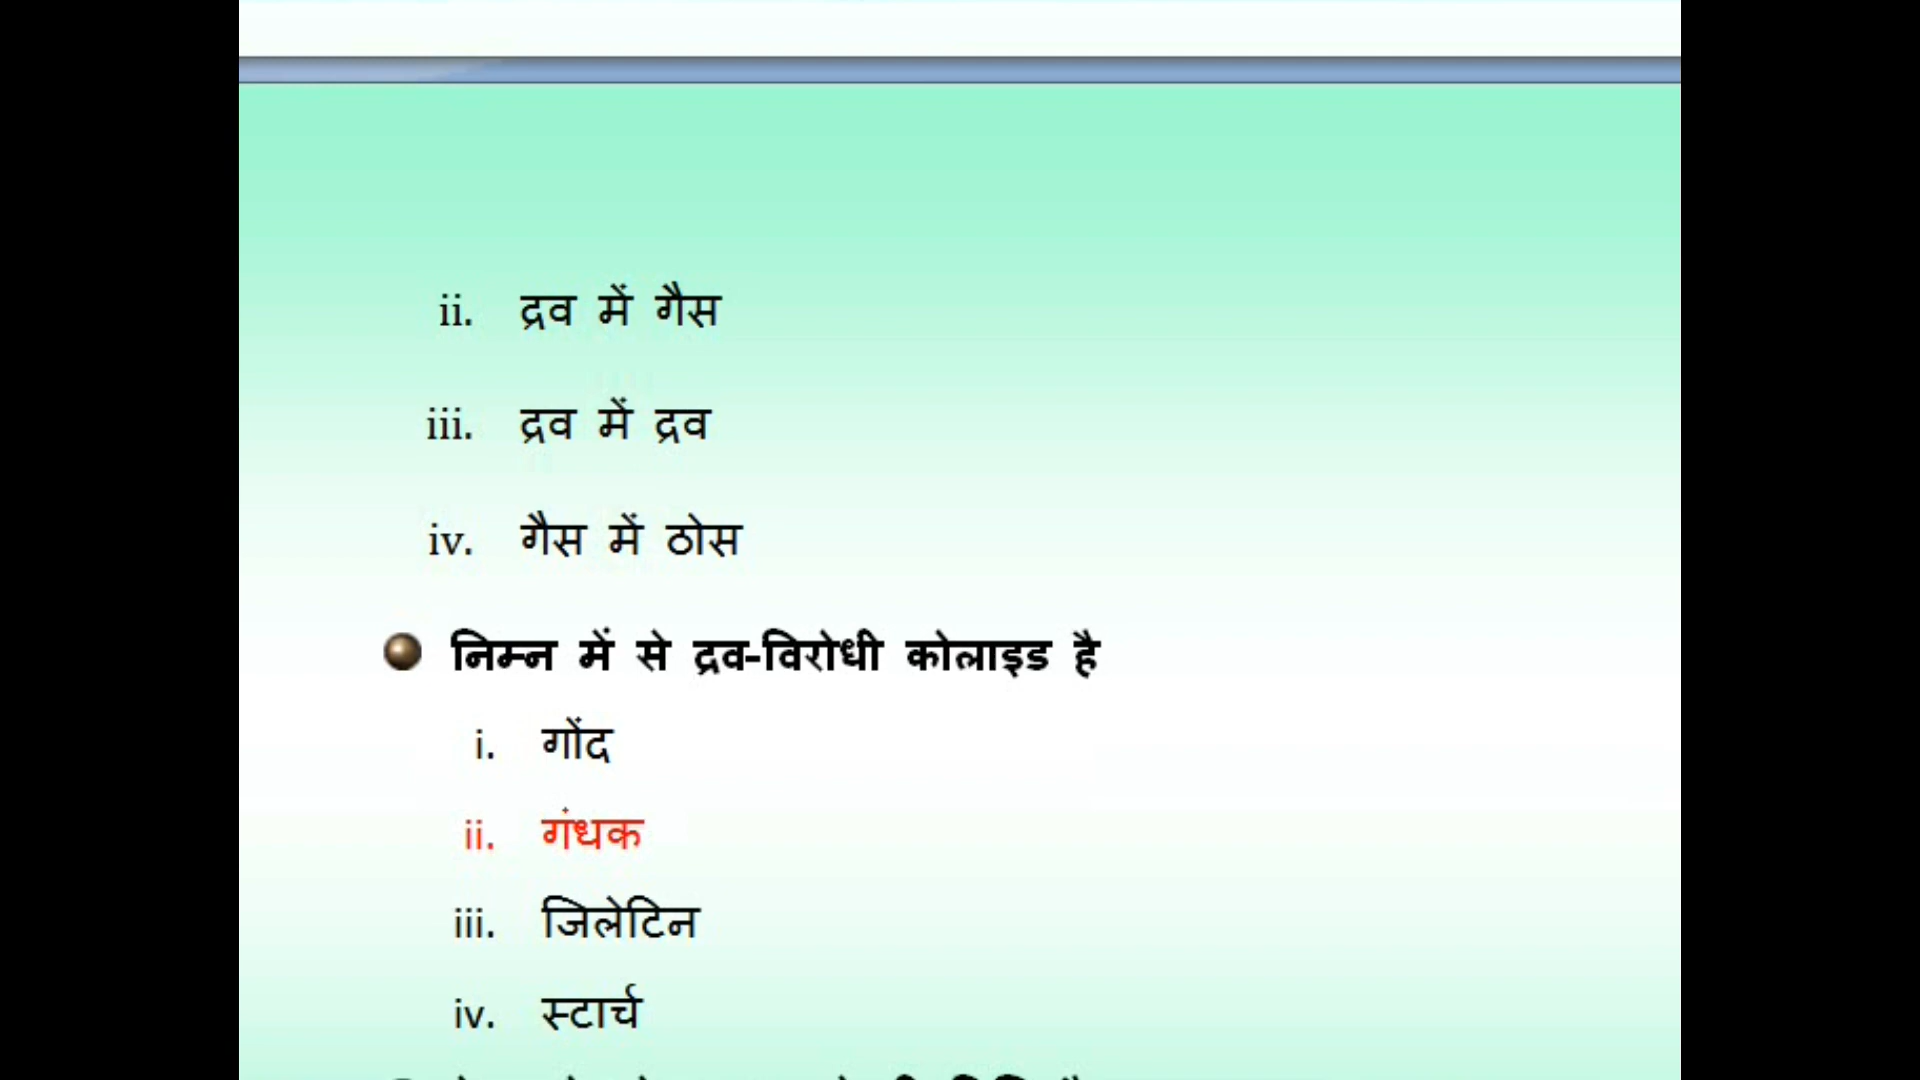 ii. द्रव में गैस
iii. द्रव में द्रव
iv. गैस में ठोस
निम्न में से द्रव-विरोधी कोलाइड है
i. गोंद
ii. गंधक
iii. जिलेटिन
iv. स्टार्च